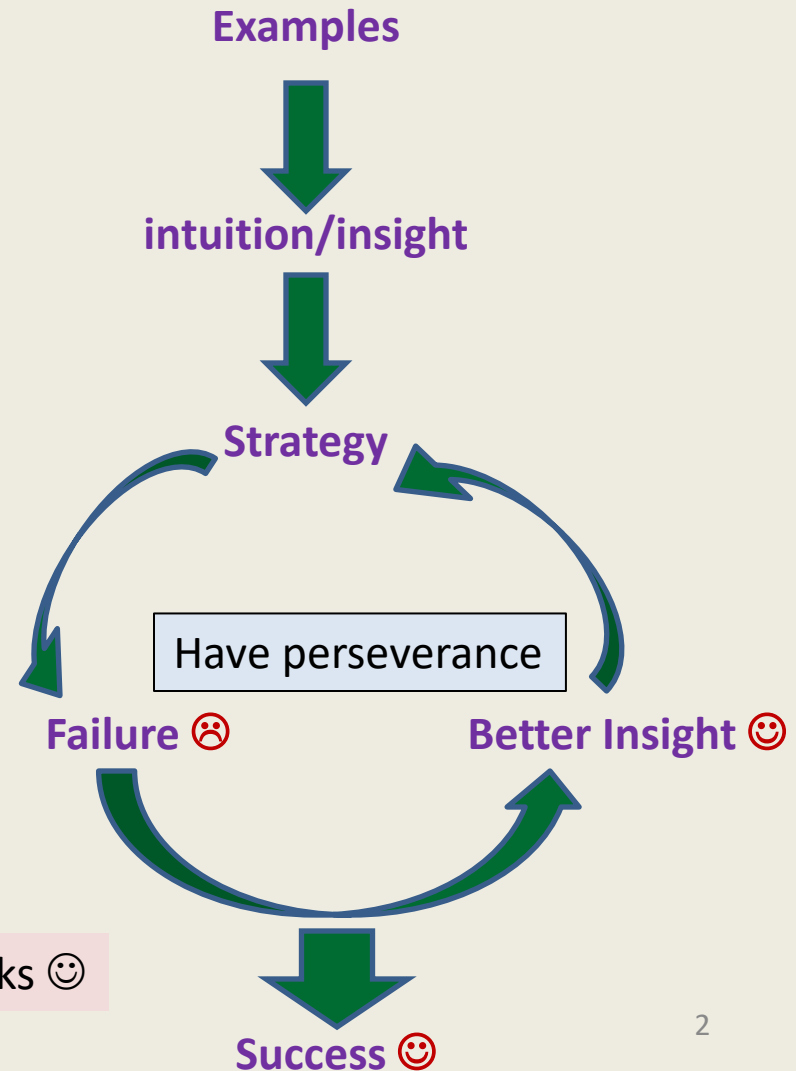 Examples
intuition/insight
Strategy
Have perseverance
Failure ☹
Better Insight ☺
ks ☺
2
Success ☺